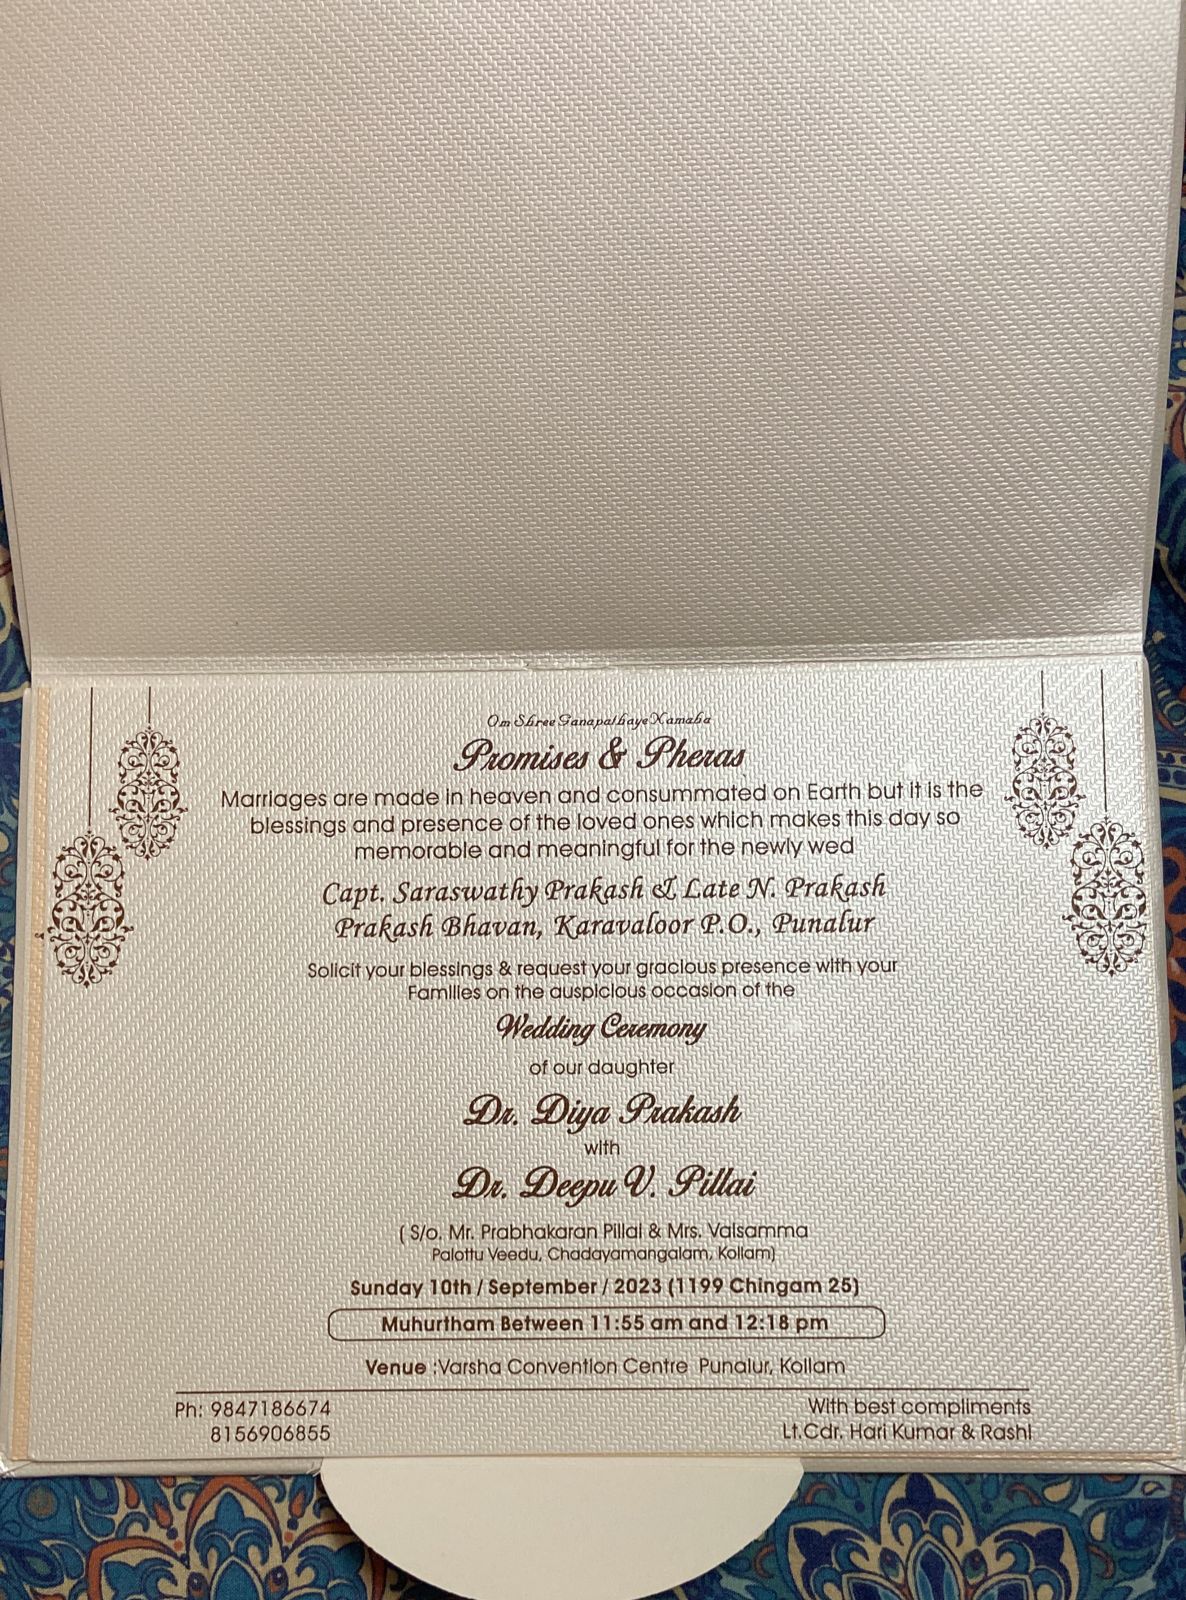 Om Shree Ganapathaye Namaha
Promises & Pheras
Marriages are made in heaven and consummated on Earth but it is the
blessings and presence of the loved ones which makes this day so
memorable and meaningful for the newly wed
Capt. Saraswathy Prakash & Late N. Prakash
Prakash Bhavan, Karavaloor P.O., Punalur
Solicit your blessings & request your gracious presence with your
Families on the auspicious occasion of the
Wedding Ceremony
of our daughter
Dr. Diya Prakash
with
Dr. Deepu V. Pillai
( S/o. Mr. Prabhakaran Pillai & Mrs. Valsamma
Palottu Veedu, Chadayamangalam, Kollam)
Sunday 10th / September / 2023 (1199 Chingam 25)
Muhurtham Between 11:55 am and 12:18 pm
Venue :Varsha Convention Centre Punalur, Kollam
Ph: 9847186674
8156906855
With best compliments
Lt.Cdr. Hari Kumar & Rashi